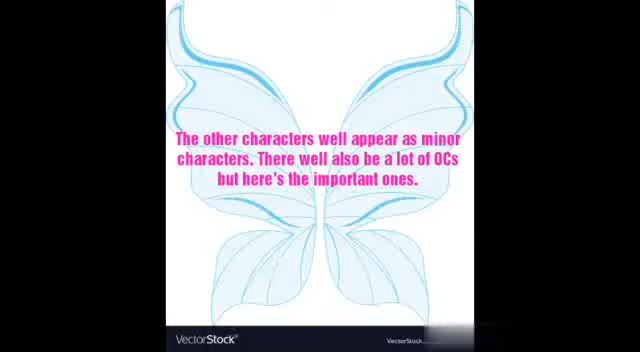 The other characters well appear as minor
characters. There well also be a lot of OCs
but here's the important ones.
VectorStock®
VectorStock